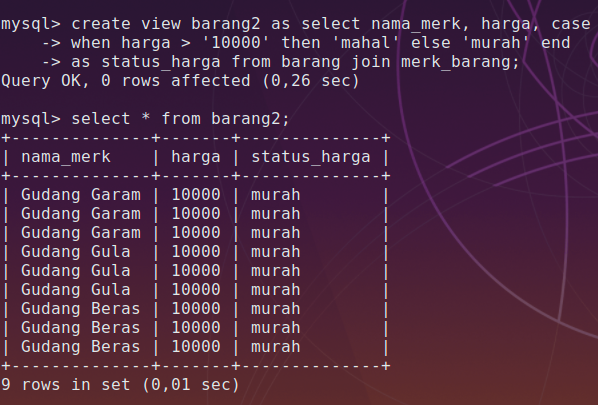 mysql> create view barang2 as select nama_merk, harga, case
    -> when harga > '10000' then 'mahal' else 'murah' end
    -> as status_harga from barang join merk_barang;
Query OK, 0 rows affected (0,26 sec)

mysql> select * from barang2;
+--------------+-------+--------------+
| nama_merk    | harga | status_harga |
+--------------+-------+--------------+
| Gudang Garam | 10000 | murah        |
| Gudang Garam | 10000 | murah        |
| Gudang Garam | 10000 | murah        |
| Gudang Gula  | 10000 | murah        |
| Gudang Gula  | 10000 | murah        |
| Gudang Gula  | 10000 | murah        |
| Gudang Beras | 10000 | murah        |
| Gudang Beras | 10000 | murah        |
| Gudang Beras | 10000 | murah        |
+--------------+-------+--------------+
9 rows in set (0,01 sec)